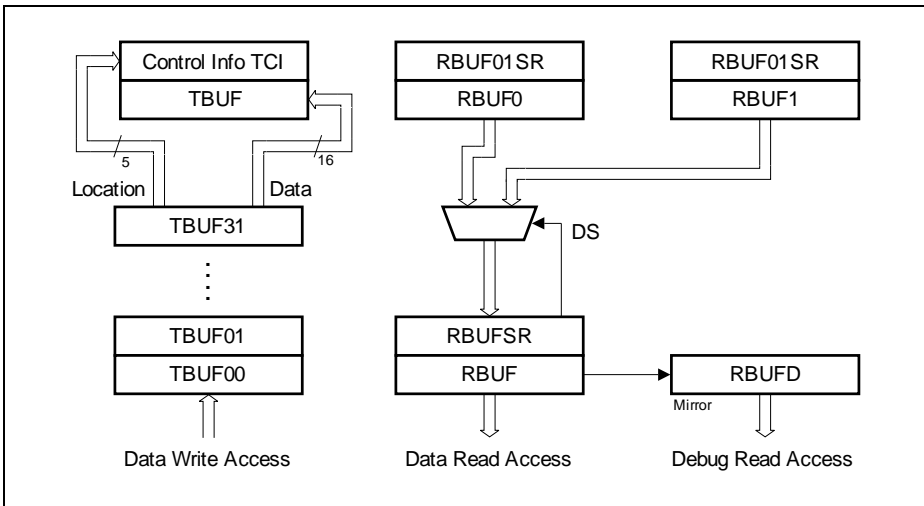 Control Info TCI
TBUF
5
16
Location
Data
TBUF31
TBUF01
TBUF00
Data Write Access
RBUF01SR
RBUF0
RBUF01SR
RBUF1
DS
RBUFSR
RBUF
Mirror
RBUFD
Data Read Access
Debug Read Access